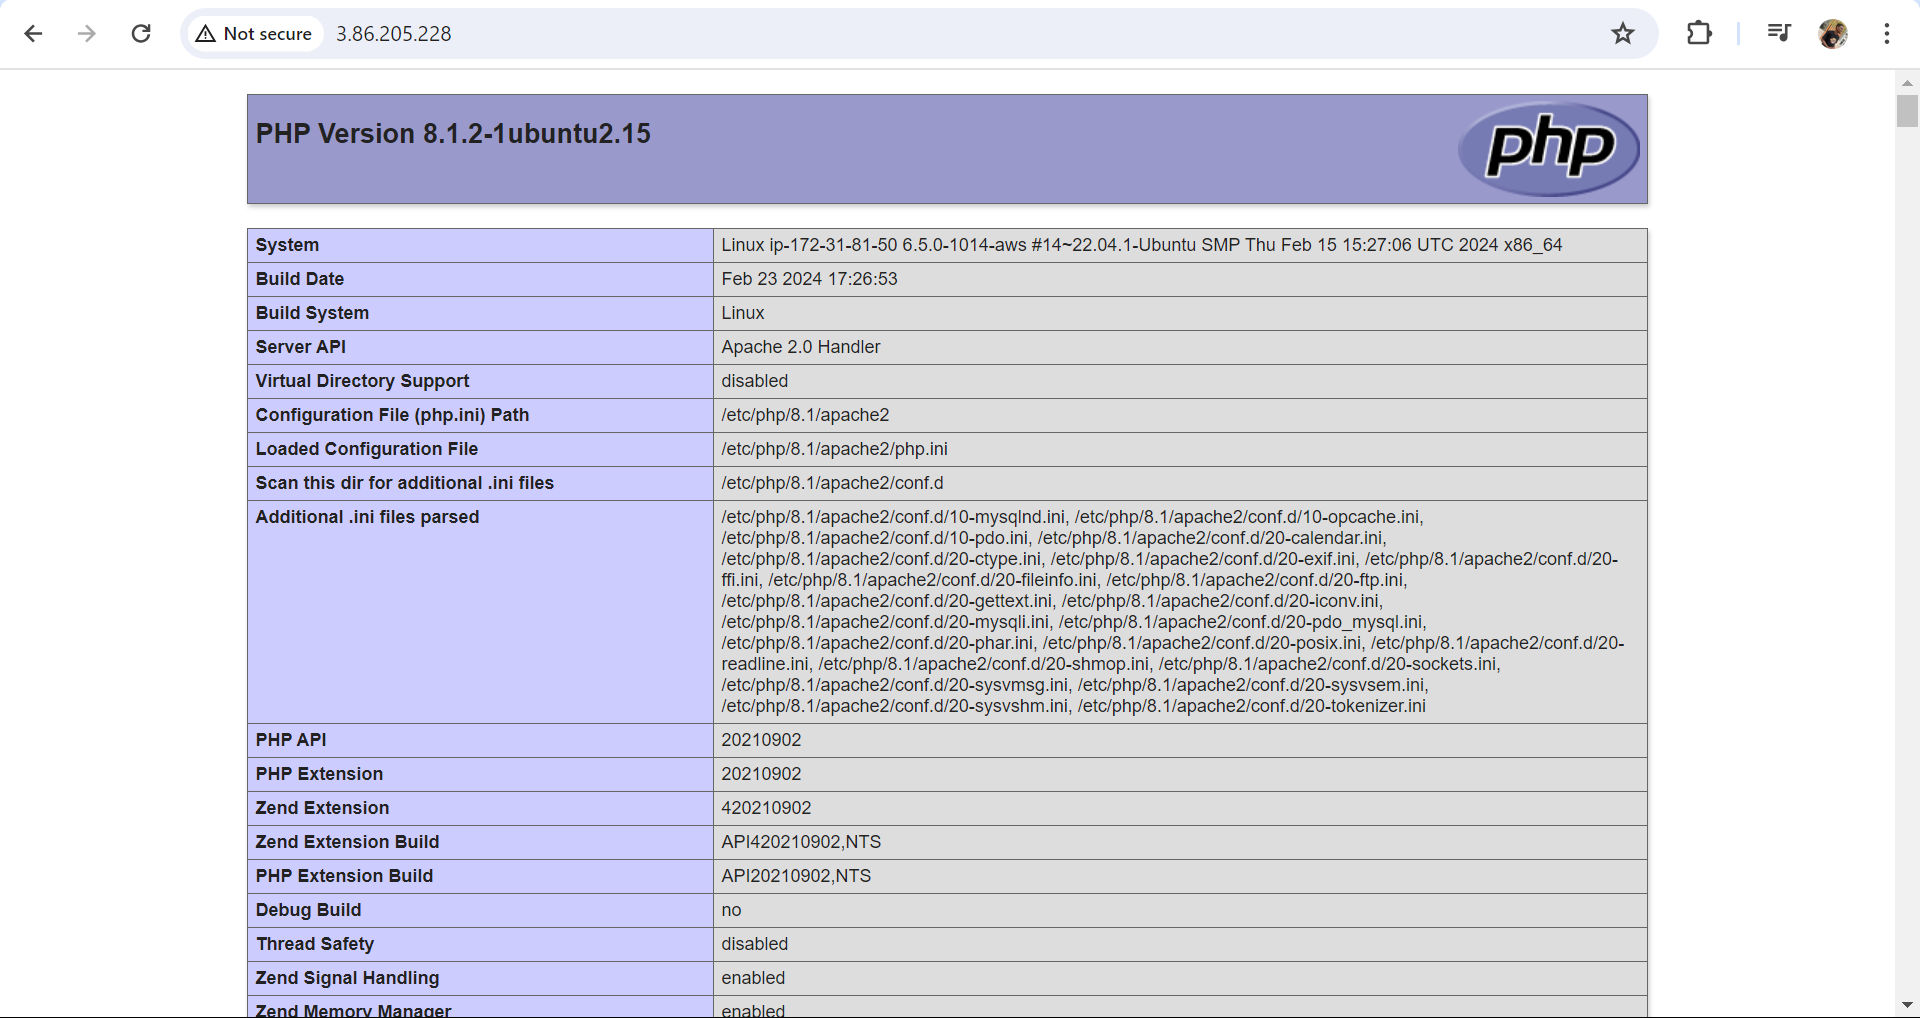 Not secure 3.86.205.228
PHP Version 8.1.2-1ubuntu2.15
php
System Linux ip-172-31-81-50 6.5.0-1014-aws #14~22.04.1-Ubuntu SMP Thu Feb 15 15:27:06 UTC 2024 x86_64
Build Date Feb 23 2024 17:26:53
Build System Linux
Server API Apache 2.0 Handler
Virtual Directory Support disabled
Configuration File (php.ini) Path /etc/php/8.1/apache2
Loaded Configuration File /etc/php/8.1/apache2/php.ini
Scan this dir for additional .ini files /etc/php/8.1/apache2/conf.d
Additional .ini files parsed /etc/php/8.1/apache2/conf.d/10-mysqlnd.ini, /etc/php/8.1/apache2/conf.d/10-opcache.ini,
/etc/php/8.1/apache2/conf.d/10-pdo.ini, /etc/php/8.1/apache2/conf.d/20-calendar.ini,
/etc/php/8.1/apache2/conf.d/20-ctype.ini, /etc/php/8.1/apache2/conf.d/20-exif.ini, /etc/php/8.1/apache2/conf.d/20-
ffi.ini, /etc/php/8.1/apache2/conf.d/20-fileinfo.ini, /etc/php/8.1/apache2/conf.d/20-ftp.ini,
/etc/php/8.1/apache2/conf.d/20-gettext.ini, /etc/php/8.1/apache2/conf.d/20-iconv.ini,
/etc/php/8.1/apache2/conf.d/20-mysqli.ini, /etc/php/8.1/apache2/conf.d/20-pdo_mysql.ini,
/etc/php/8.1/apache2/conf.d/20-phar.ini, /etc/php/8.1/apache2/conf.d/20-posix.ini, /etc/php/8.1/apache2/conf.d/20-
readline.ini, /etc/php/8.1/apache2/conf.d/20-shmop.ini, /etc/php/8.1/apache2/conf.d/20-sockets.ini,
/etc/php/8.1/apache2/conf.d/20-sysvmsg.ini, /etc/php/8.1/apache2/conf.d/20-sysvsem.ini,
/etc/php/8.1/apache2/conf.d/20-sysvshm.ini, /etc/php/8.1/apache2/conf.d/20-tokenizer.ini
PHP API 20210902
PHP Extension 20210902
Zend Extension 420210902
Zend Extension Build API420210902,NTS
PHP Extension Build API20210902,NTS
Debug Build no
Thread Safety disabled
Zend Signal Handling enabled
Zend Memory Manager enabled